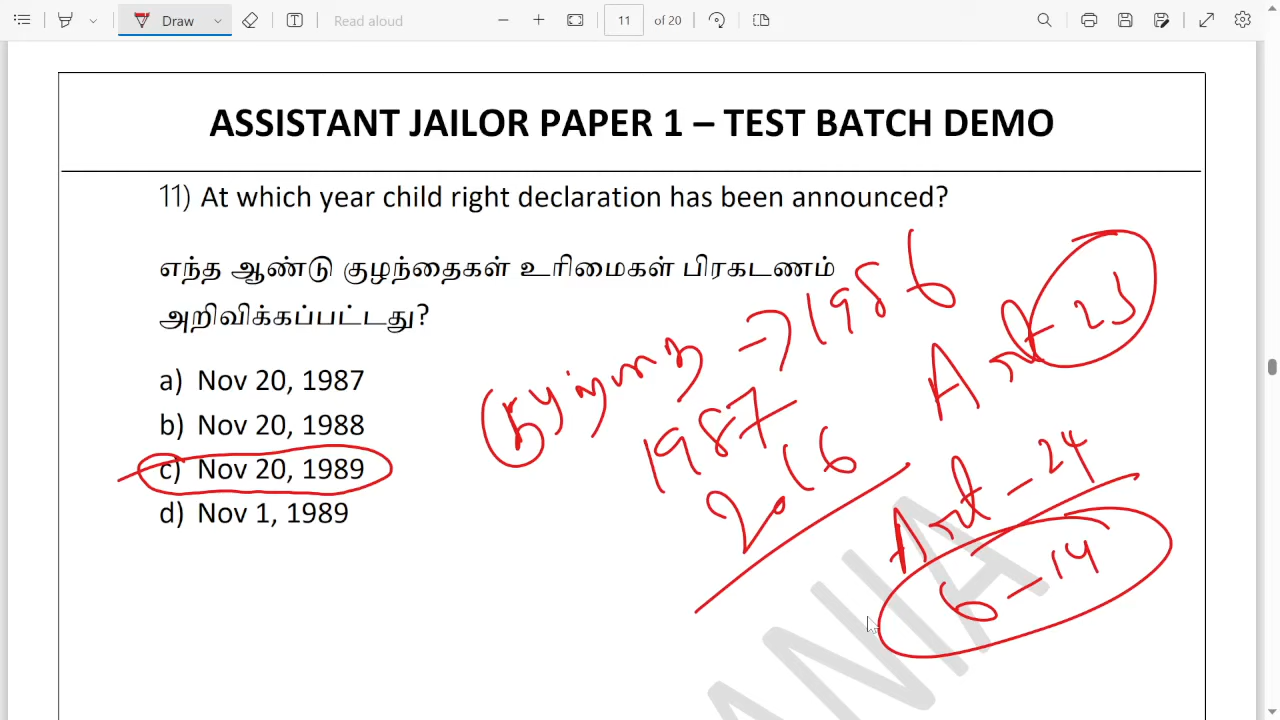 Draw
Read aloud
11 of 20
ASSISTANT JAILOR PAPER 1 – TEST BATCH DEMO
11) At which year child right declaration has been announced?
எந்த ஆண்டு குழந்தைகள் உரிமைகள் பிரகடணம்
அறிவிக்கப்பட்டது?
a) Nov 20, 1987
b) Nov 20, 1988
c) Nov 20, 1989
d) Nov 1, 1989
→ 1986
1987
2016
Art - 23
Art - 24
6 - 14